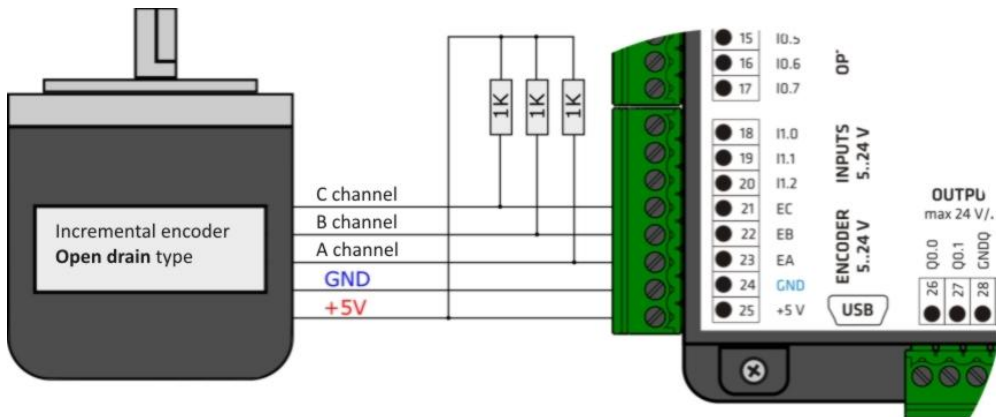 1K 1K 1K
C channel
B channel
A channel
GND
+5V
Incremental encoder
Open drain type
15 I0.5
16 I0.6
17 I0.7
18 I1.0
19 I1.1
20 I1.2
21 EC
22 EB
23 EA
24 GND
25 +5 V
INPUTS
5..24 V
ENCODER
5..24 V
USB
max 24 V/.
Q0.0 Q0.1 GNDQ
26 27 28